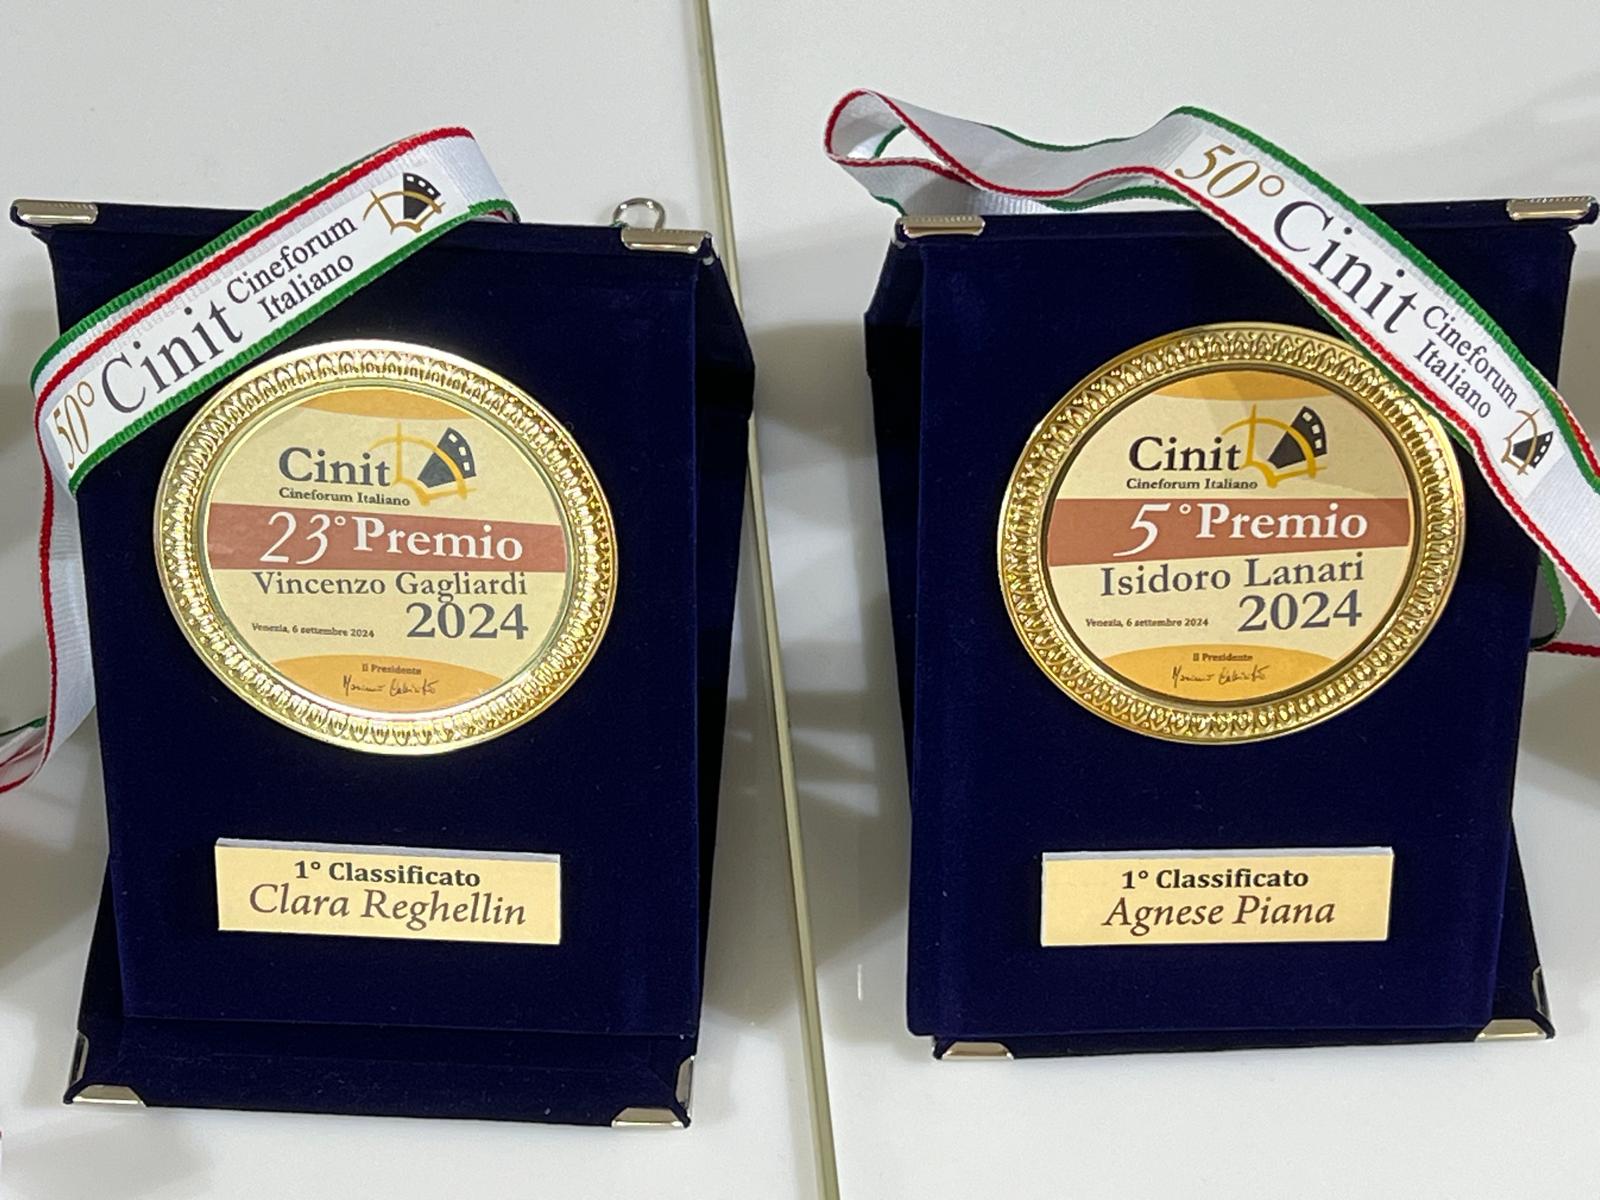 50° Cinit Cineforum
Italiano
Cinit
Cineforum Italiano
23° Premio
Vincenzo Gagliardi
2024
Venezia, 6 settembre 2024
Il Presidente
1° Classificato
Clara Reghellin
50° Cinit Cineforum
Italiano
Cinit
Cineforum Italiano
5° Premio
Isidoro Lanari
2024
Venezia, 6 settembre 2024
Il Presidente
1° Classificato
Agnese Piana